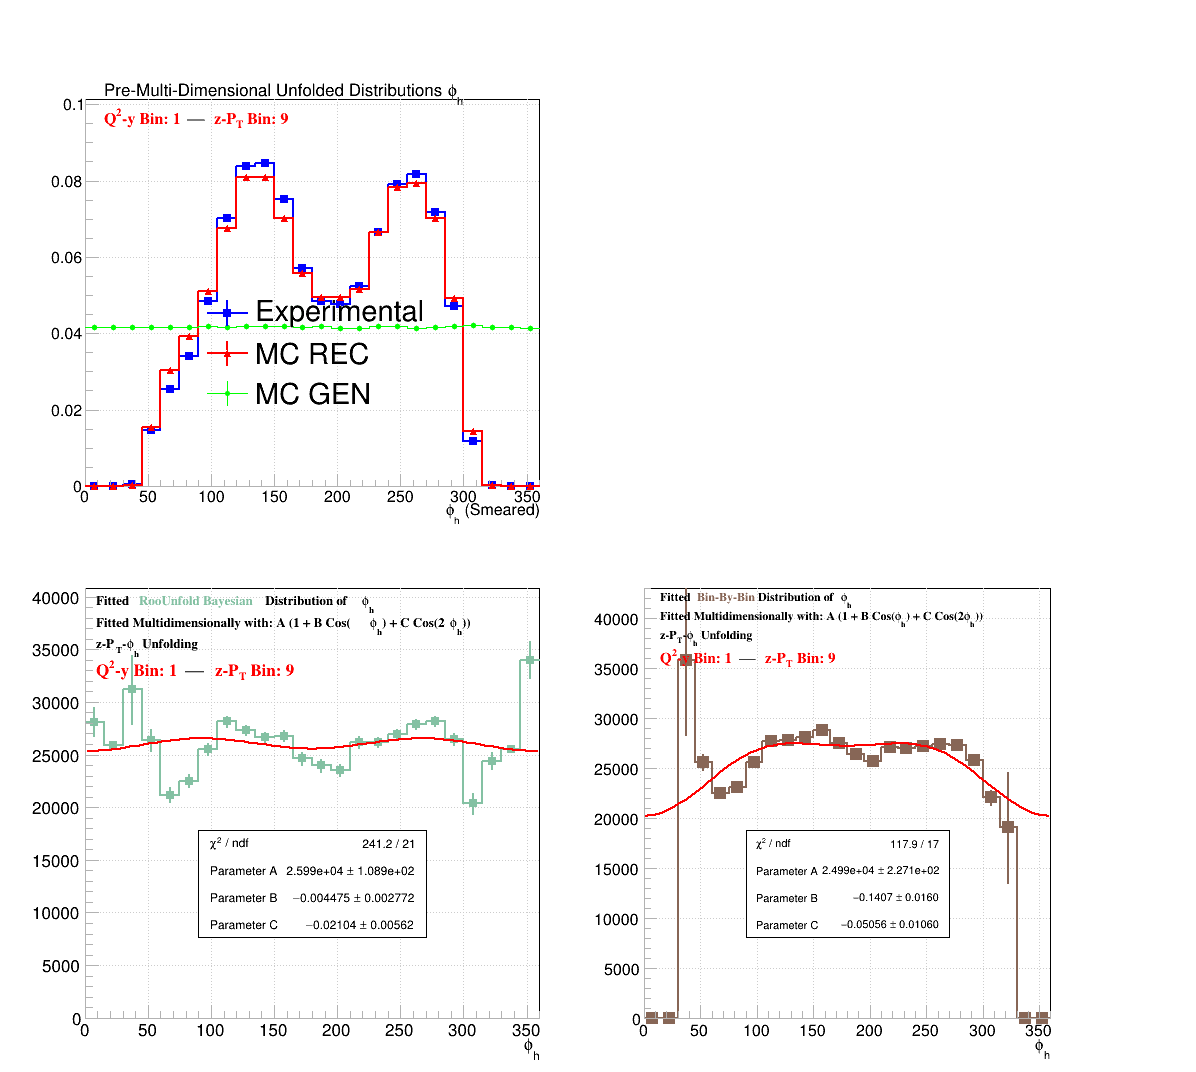 Pre-Multi-Dimensional Unfolded Distributions ϕh
Q²-y Bin: 1 — z-PT Bin: 9
0.1
0.08
0.06
0.04
0.02
0
Experimental
MC REC
MC GEN
0 50 100 150 200 250 300 350
ϕh (Smeared)
Fitted RooUnfold Bayesian Distribution of ϕh
Fitted Multidimensionally with: A (1 + B Cos( ϕh) + C Cos(2 ϕh))
z-PT-ϕh Unfolding
Q²-y Bin: 1 — z-PT Bin: 9
40000
35000
30000
25000
20000
15000
10000
5000
0
χ² / ndf 241.2 / 21
Parameter A 2.599e+04 ± 1.089e+02
Parameter B −0.004475 ± 0.002772
Parameter C −0.02104 ± 0.00562
0 50 100 150 200 250 300 350
ϕh
Fitted Bin-By-Bin Distribution of ϕh
Fitted Multidimensionally with: A (1 + B Cos(ϕh) + C Cos(2ϕh))
z-PT-ϕh Unfolding
Q²-y Bin: 1 — z-PT Bin: 9
40000
35000
30000
25000
20000
15000
10000
5000
0
χ² / ndf 117.9 / 17
Parameter A 2.499e+04 ± 2.271e+02
Parameter B −0.1407 ± 0.0160
Parameter C −0.05056 ± 0.01060
0 50 100 150 200 250 300 350
ϕh